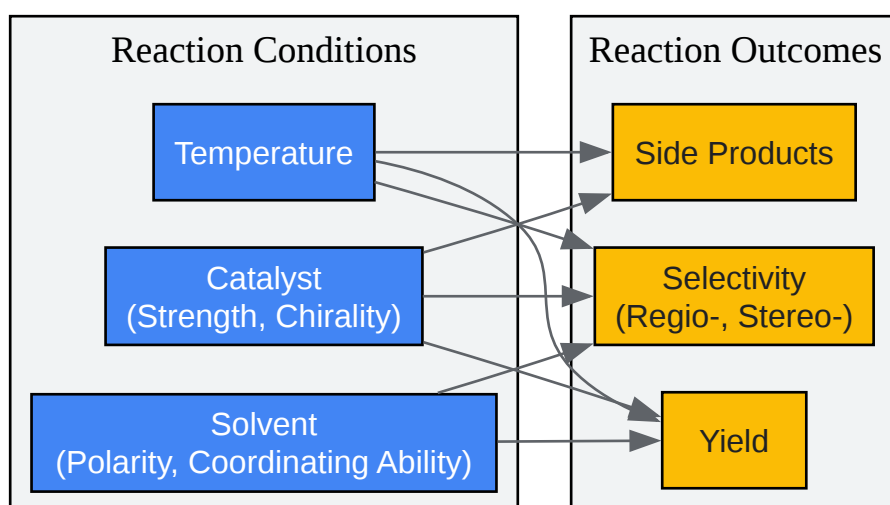 Reaction Conditions
Temperature
Catalyst
(Strength, Chirality)
Solvent
(Polarity, Coordinating Ability)
Reaction Outcomes
Side Products
Selectivity
(Regio-, Stereo-)
Yield